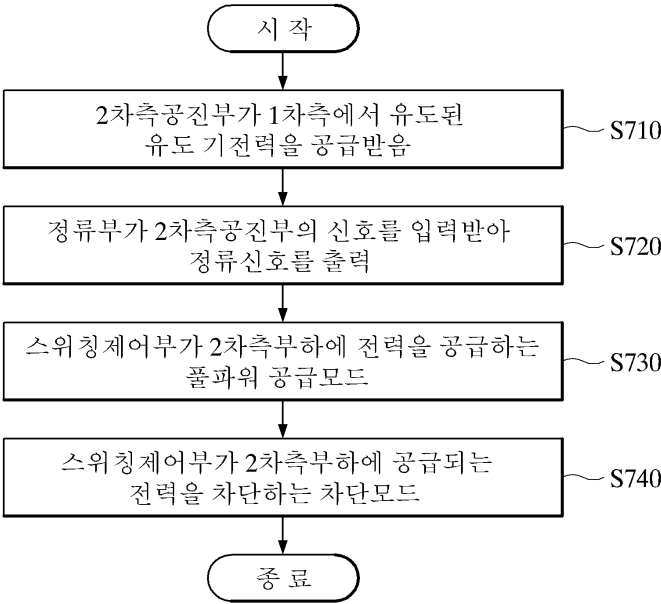 시 작
2차측공진부가 1차측에서 유도된
유도 기전력을 공급받음
S710
정류부가 2차측공진부의 신호를 입력받아
정류신호를 출력
S720
스위칭제어부가 2차측부하에 전력을 공급하는
풀파워 공급모드
S730
스위칭제어부가 2차측부하에 공급되는
전력을 차단하는 차단모드
S740
종 료